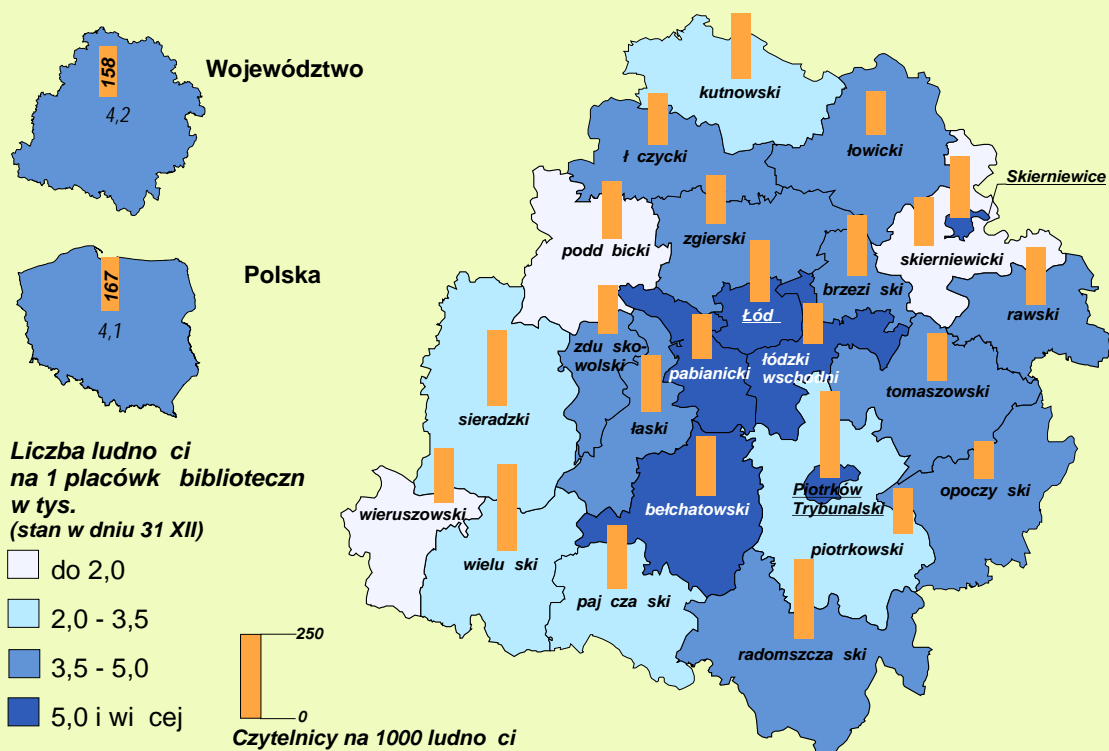 158
Województwo
4,2
167
Polska
4,1
kutnowski
ł czycki
łowicki
Skierniewice
podd bicki
zgierski
skierniewicki
brzezi ski
rawski
Łód
zdu sko-
wolski
pabianicki
łódzki
wschodni
tomaszowski
sieradzki
łaski
opoczy ski
bełchatowski
Piotrków
Trybunalski
wieruszowski
piotrkowski
wielu ski
paj cza ski
radomszcza ski
Liczba ludno ci
na 1 placówk biblioteczn
w tys.
(stan w dniu 31 XII)
do 2,0
2,0 - 3,5
3,5 - 5,0
5,0 i wi cej
250
0
Czytelnicy na 1000 ludno ci